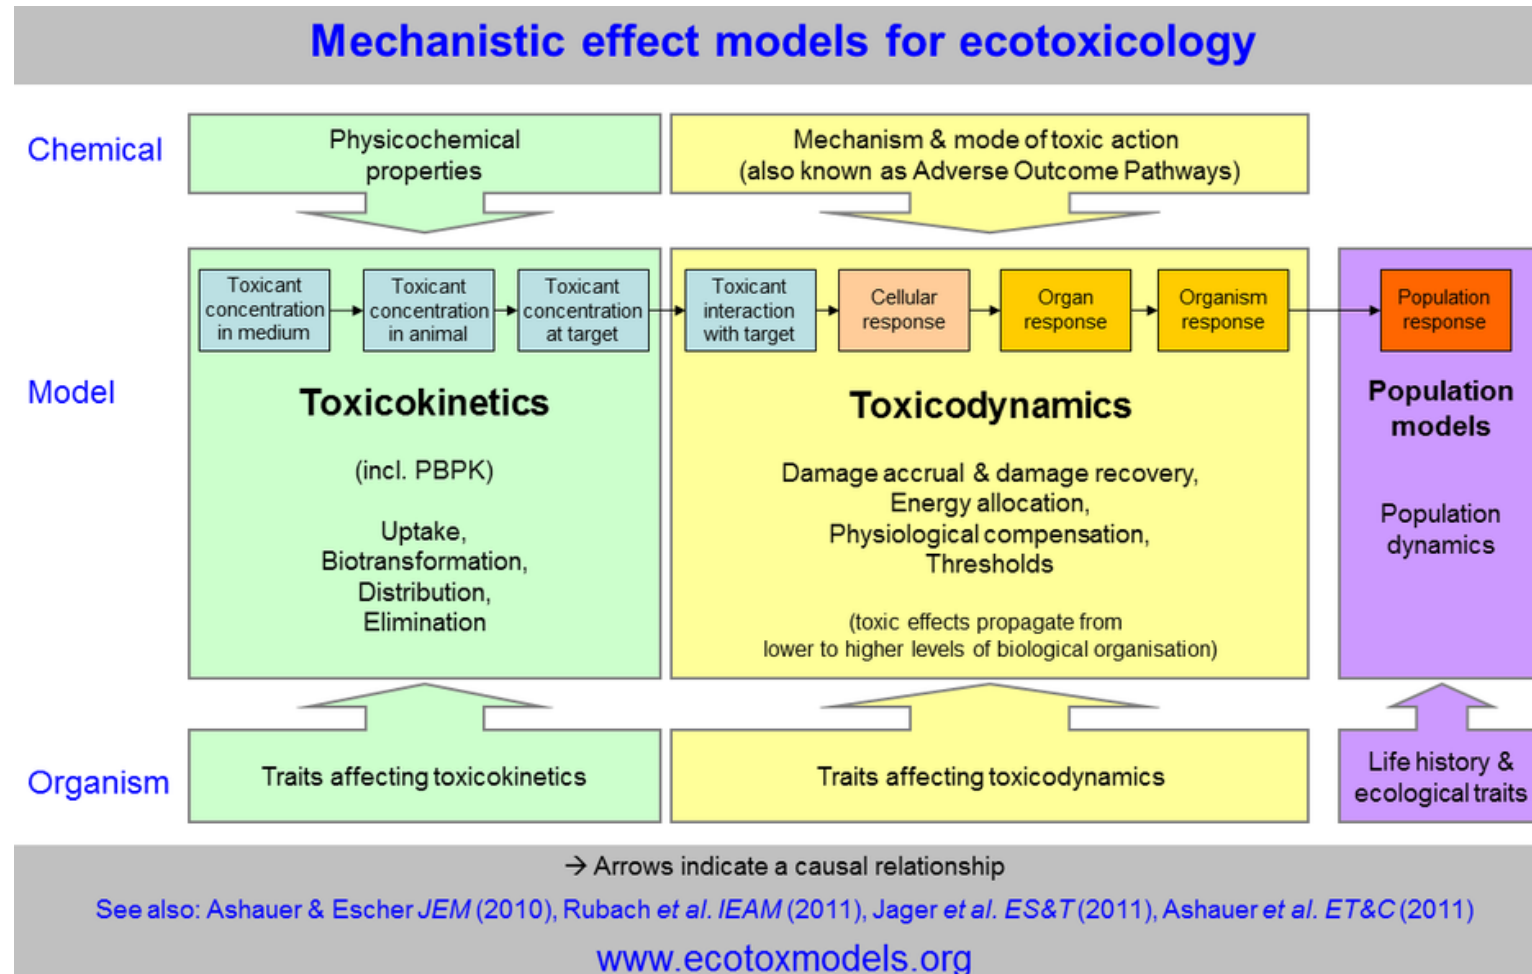 Mechanistic effect models for ecotoxicology
Chemical
Physicochemical
properties
Mechanism & mode of toxic action
(also known as Adverse Outcome Pathways)
Model
Toxicant
concentration
in medium
Toxicant
concentration
in animal
Toxicant
concentration
at target
Toxicant
interaction
with target
Cellular
response
Organ
response
Organism
response
Population
response
Toxicokinetics
(incl. PBPK)
Uptake,
Biotransformation,
Distribution,
Elimination
Toxicodynamics
Damage accrual & damage recovery,
Energy allocation,
Physiological compensation,
Thresholds
(toxic effects propagate from
lower to higher levels of biological organisation)
Population
models
Population
dynamics
Organism
Traits affecting toxicokinetics
Traits affecting toxicodynamics
Life history &
ecological traits
→ Arrows indicate a causal relationship
See also: Ashauer & Escher JEM (2010), Rubach et al. IEAM (2011), Jager et al. ES&T (2011), Ashauer et al. ET&C (2011)
www.ecotoxmodels.org